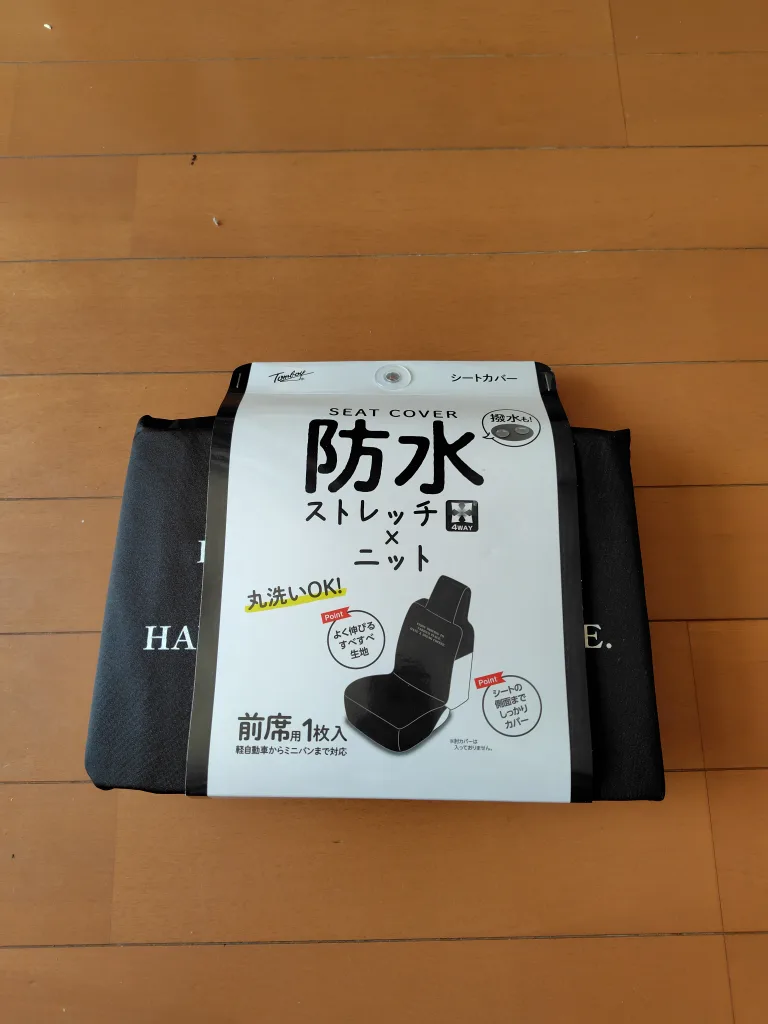 Tomboy
シートカバー
SEAT COVER
撥水も!
防水
ストレッチ
4WAY
×
ニット
丸洗いOK!
Point
よく伸びる
すべすべ
生地
Point
シートの
側面まで
しっかり
カバー
前席用1枚入
軽自動車からミニバンまで対応
※肘カバーは
入っておりません。
HA
E.